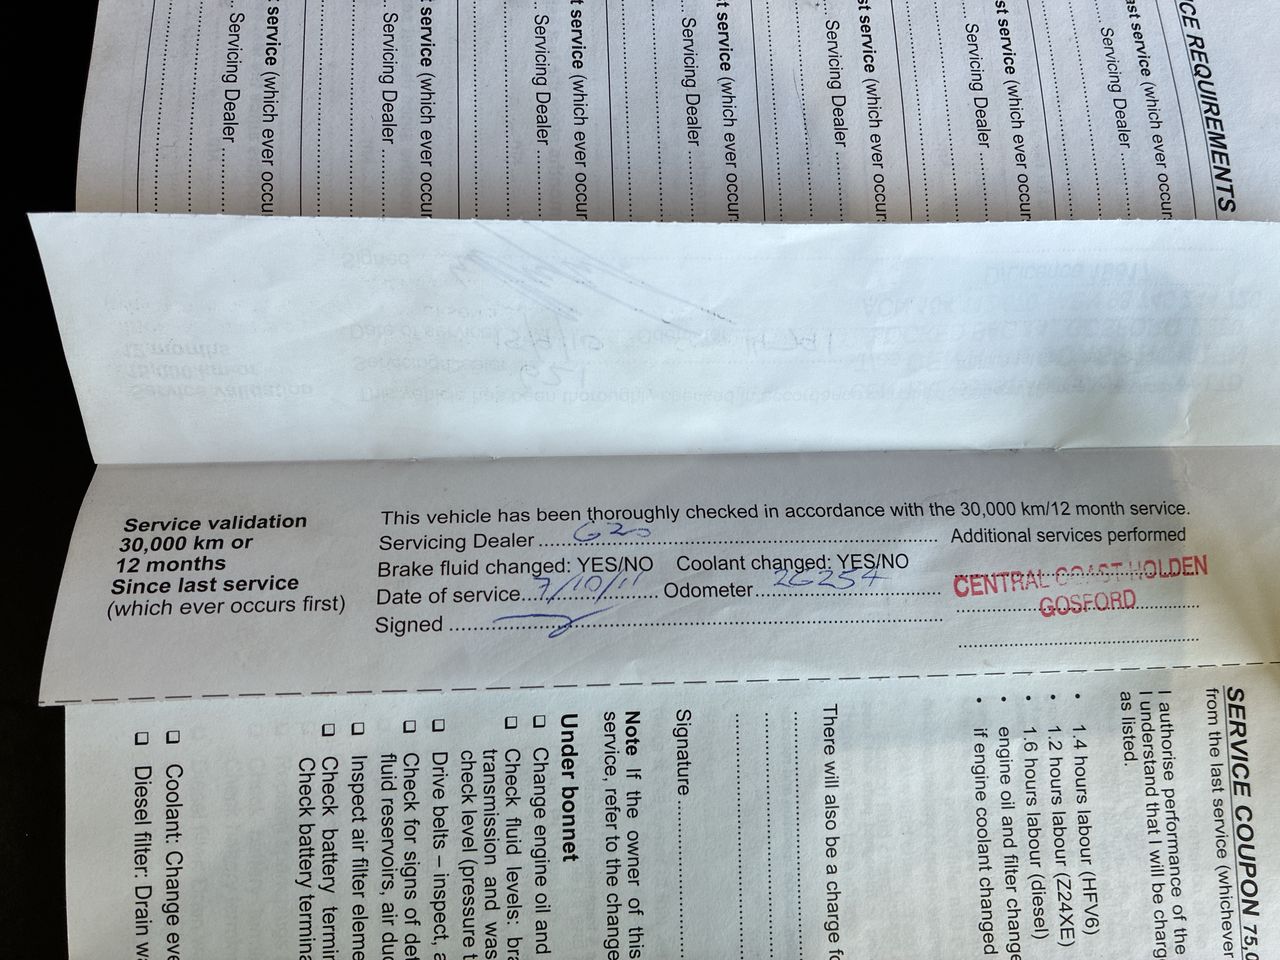 CE REQUIREMENTS
st service (which ever occur
Servicing Dealer
st service (which ever occur
Servicing Dealer
st service (which ever occur
Servicing Dealer
st service (which ever occur
Servicing Dealer
t service (which ever occur
Servicing Dealer
service (which ever occur
Servicing Dealer
service (which ever occu
Servicing Dealer
Service validation
30,000 km or
12 months
Since last service
(which ever occurs first)
This vehicle has been thoroughly checked in accordance with the 30,000 km/12 month service.
Servicing Dealer G20
Additional services performed
Brake fluid changed: YES/NO Coolant changed: YES/NO
Date of service 7/10/11 Odometer 26254
Signed
CENTRAL COAST HOLDEN
GOSFORD
SERVICE COUPON 75,0
from the last service (whichever
I authorise performance of the
I understand that I will be charg
as listed.
• 1.4 hours labour (HFV6)
• 1.2 hours labour (Z24XE)
• 1.6 hours labour (diesel)
• engine oil and filter change
• if engine coolant changed
There will also be a charge fo
Signature
Note If the owner of this
service, refer to the change
Under bonnet
❑ Change engine oil and
❑ Check fluid levels: bra
transmission and was
check level (pressure t
❑ Drive belts – inspect, a
❑ Check for signs of def
fluid reservoirs, air duc
❑ Inspect air filter eleme
❑ Check battery termin
Check battery termina
❑ Coolant: Change eve
❑ Diesel filter: Drain wa